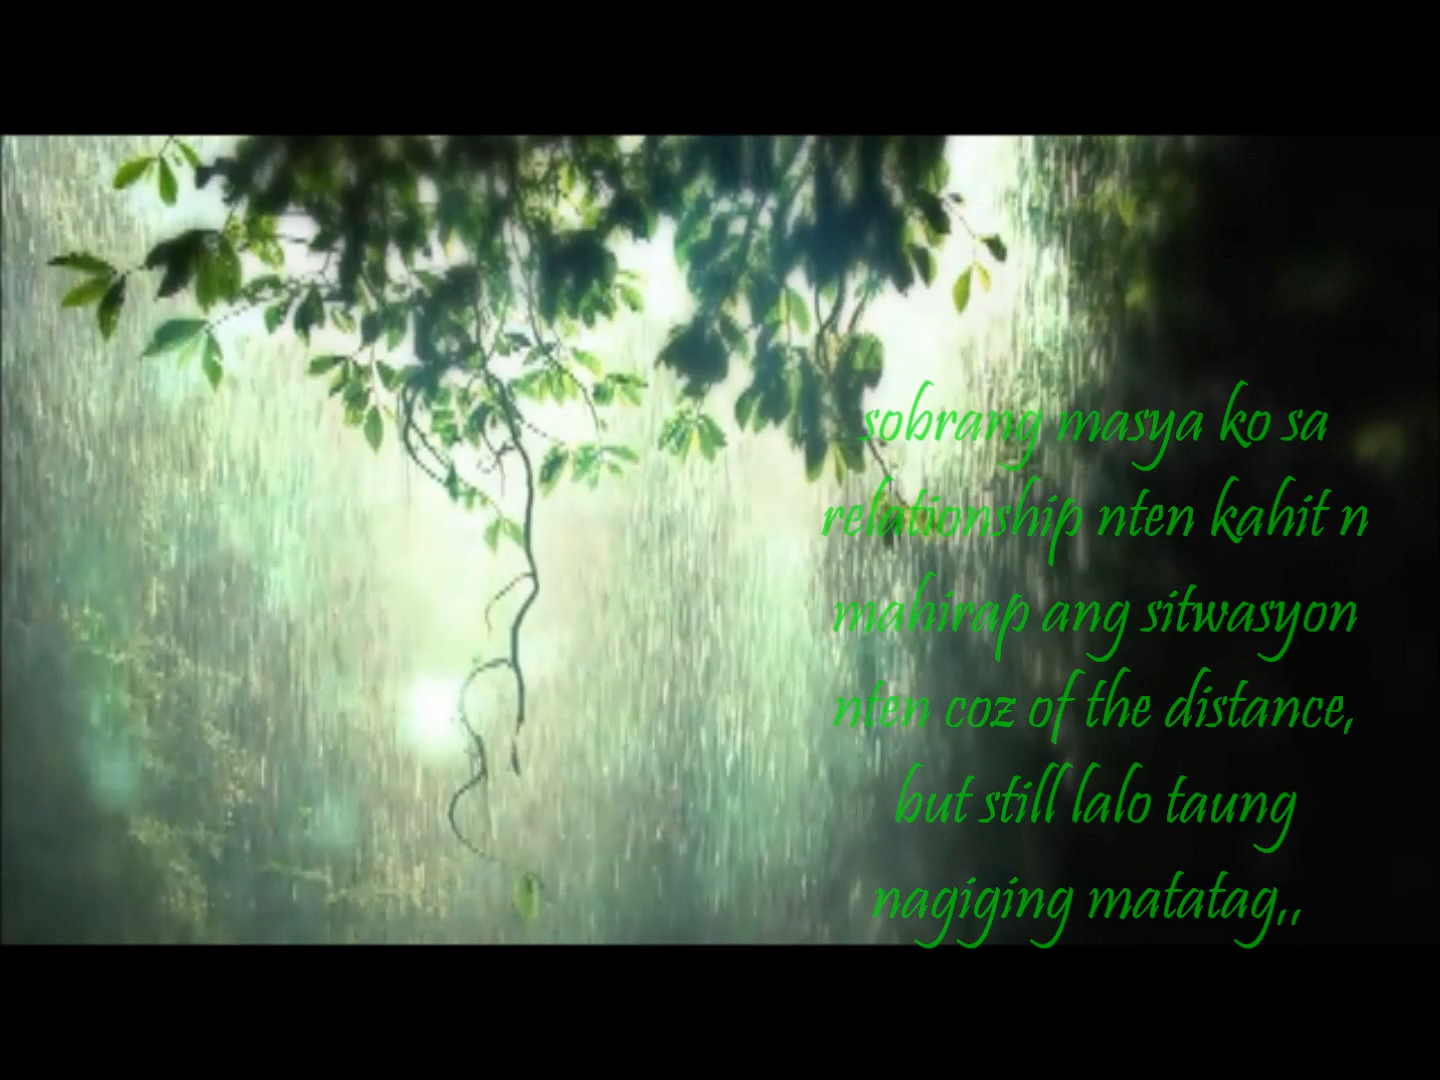 sobrang masya ko sa
relationship nten kahit n
mahirap ang sitwasyon
nten coz of the distance,
but still lalo taung
nagiging matatag,,